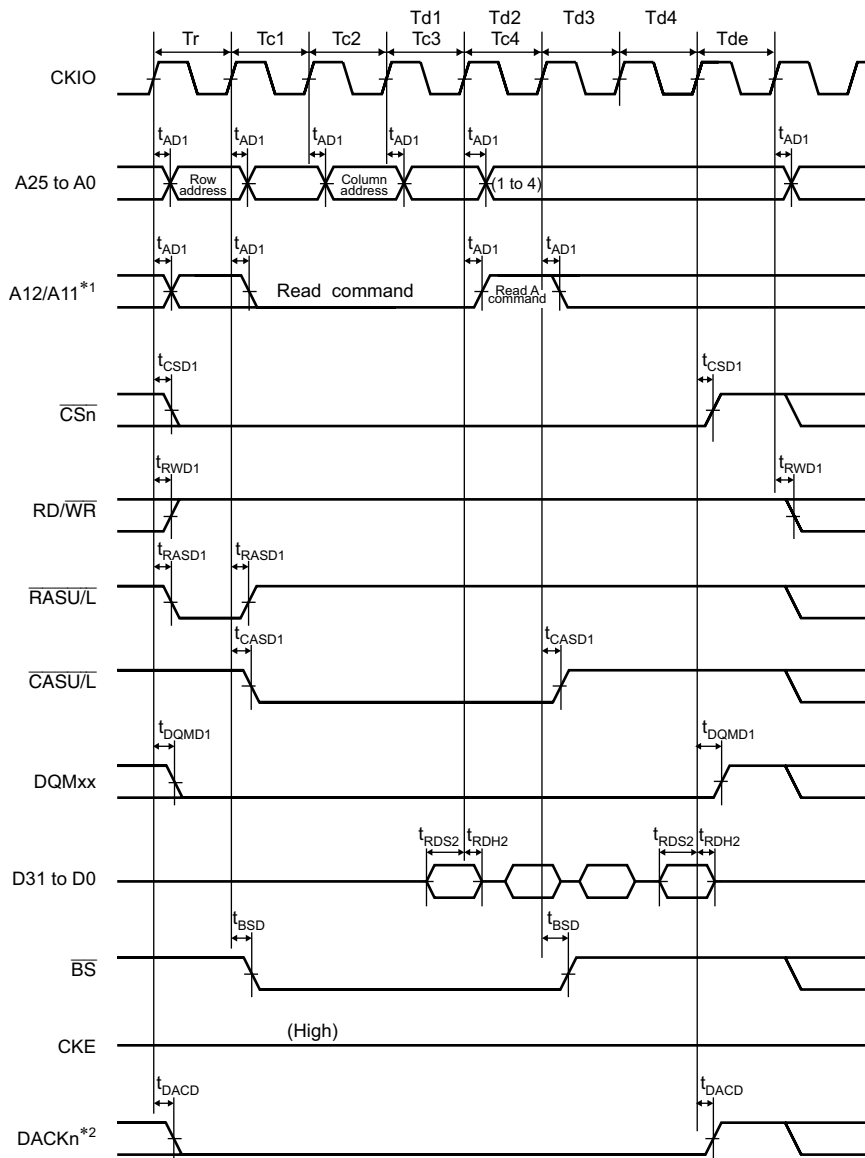 Td1 Td2 Td3 Td4
Tr Tc1 Tc2 Tc3 Tc4 Tde
CKIO
tAD1 tAD1 tAD1 tAD1 tAD1 tAD1
A25 to A0 Row address Column address (1 to 4)
tAD1 tAD1 tAD1 tAD1
A12/A11*1 Read command Read A command
tCSD1 tCSD1
CSn
tRWD1 tRWD1
RD/WR
tRASD1 tRASD1
RASU/L
tCASD1 tCASD1
CASU/L
tDQMD1 tDQMD1
DQMxx
tRDS2 tRDH2 tRDS2 tRDH2
D31 to D0
tBSD tBSD
BS
(High)
CKE
tDACD tDACD
DACKn*2